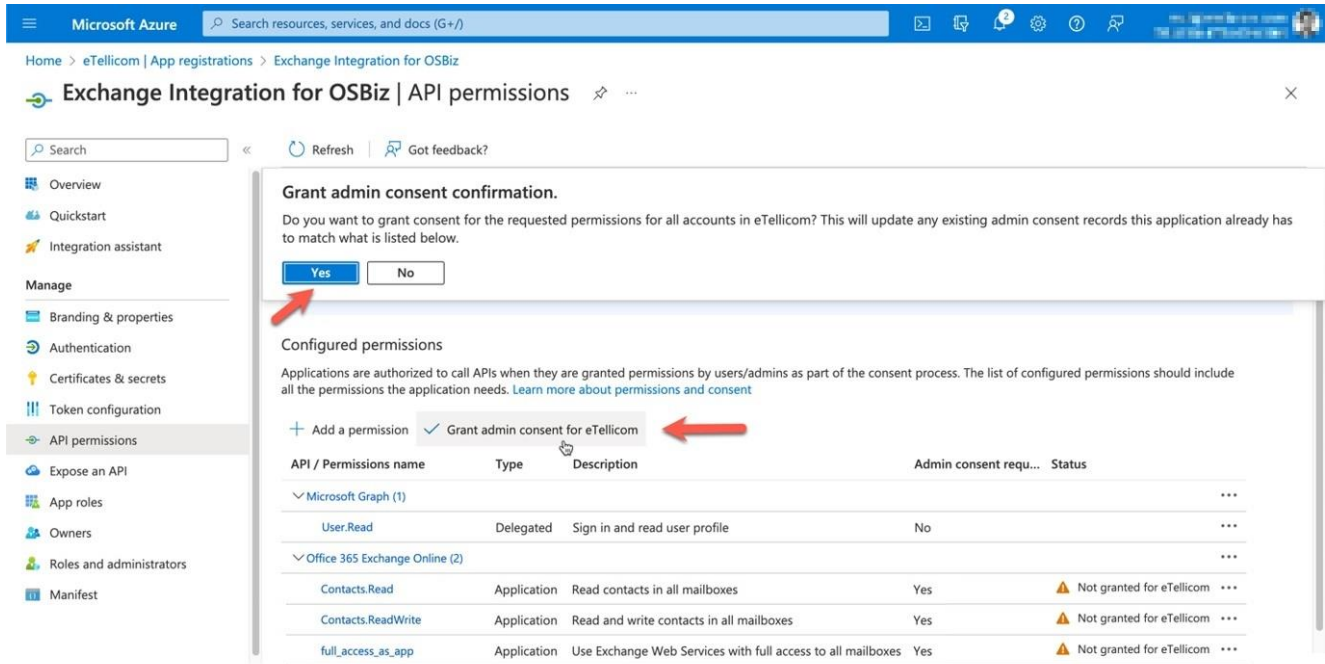 Microsoft Azure
Search resources, services, and docs (G+/)
2
Home > eTellicom | App registrations > Exchange Integration for OSBiz
Exchange Integration for OSBiz | API permissions
Search
Refresh
Got feedback?
Overview
Quickstart
Integration assistant
Manage
Branding & properties
Authentication
Certificates & secrets
Token configuration
API permissions
Expose an API
App roles
Owners
Roles and administrators
Manifest
Grant admin consent confirmation.
Do you want to grant consent for the requested permissions for all accounts in eTellicom? This will update any existing admin consent records this application already has
to match what is listed below.
Yes
No
Configured permissions
Applications are authorized to call APIs when they are granted permissions by users/admins as part of the consent process. The list of configured permissions should include
all the permissions the application needs. Learn more about permissions and consent
Add a permission
Grant admin consent for eTellicom
API / Permissions name Type Description Admin consent requ... Status
Microsoft Graph (1)
User.Read Delegated Sign in and read user profile No
Office 365 Exchange Online (2)
Contacts.Read Application Read contacts in all mailboxes Yes Not granted for eTellicom
Contacts.ReadWrite Application Read and write contacts in all mailboxes Yes Not granted for eTellicom
full_access_as_app Application Use Exchange Web Services with full access to all mailboxes Yes Not granted for eTellicom